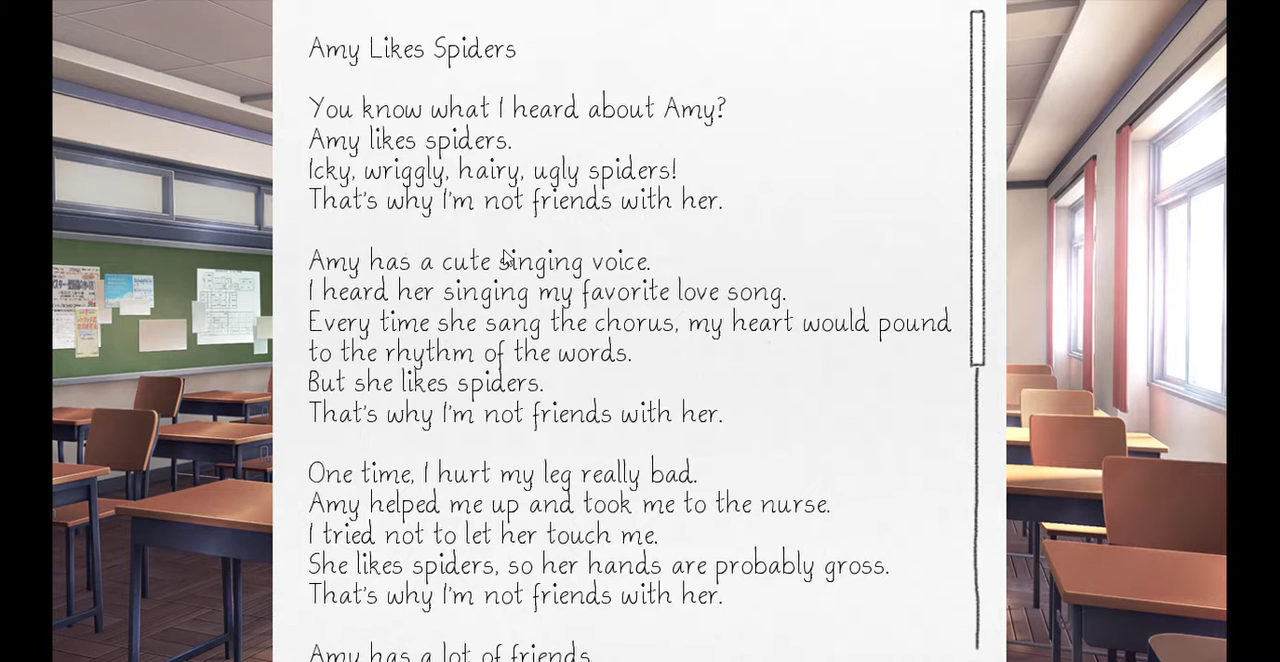 Amy Likes Spiders
You know what I heard about Amy?
Amy likes spiders.
Icky, wriggly, hairy, ugly spiders!
That's why I'm not friends with her.
Amy has a cute singing voice.
I heard her singing my favorite love song.
Every time she sang the chorus, my heart would pound
to the rhythm of the words.
But she likes spiders.
That's why I'm not friends with her.
One time, I hurt my leg really bad.
Amy helped me up and took me to the nurse.
I tried not to let her touch me.
She likes spiders, so her hands are probably gross.
That's why I'm not friends with her.
Amy has a lot of friends